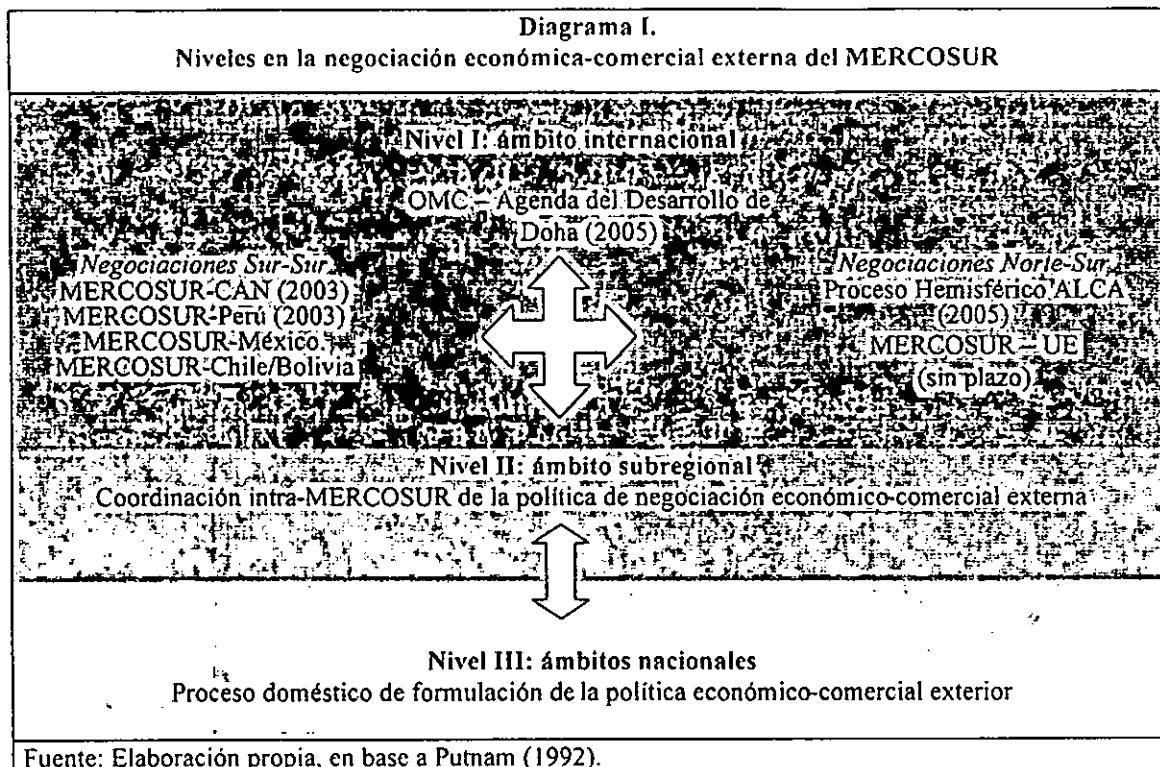 Diagrama I.
Niveles en la negociación económica-comercial externa del MERCOSUR
Nivel I: ámbito internacional
OMC – Agenda del Desarrollo de
Doha (2005)
Negociaciones Sur-Sur
MERCOSUR-CAN (2003)
MERCOSUR-Perú (2003)
MERCOSUR-México
MERCOSUR-Chile/Bolivia
Negociaciones Norte-Sur
Proceso Hemisférico ALCA
(2005)
MERCOSUR – UE
(sin plazo)
Nivel II: ámbito subregional
Coordinación intra-MERCOSUR de la política de negociación económico-comercial externa
Nivel III: ámbitos nacionales
Proceso doméstico de formulación de la política económico-comercial exterior
Fuente: Elaboración propia, en base a Putnam (1992).